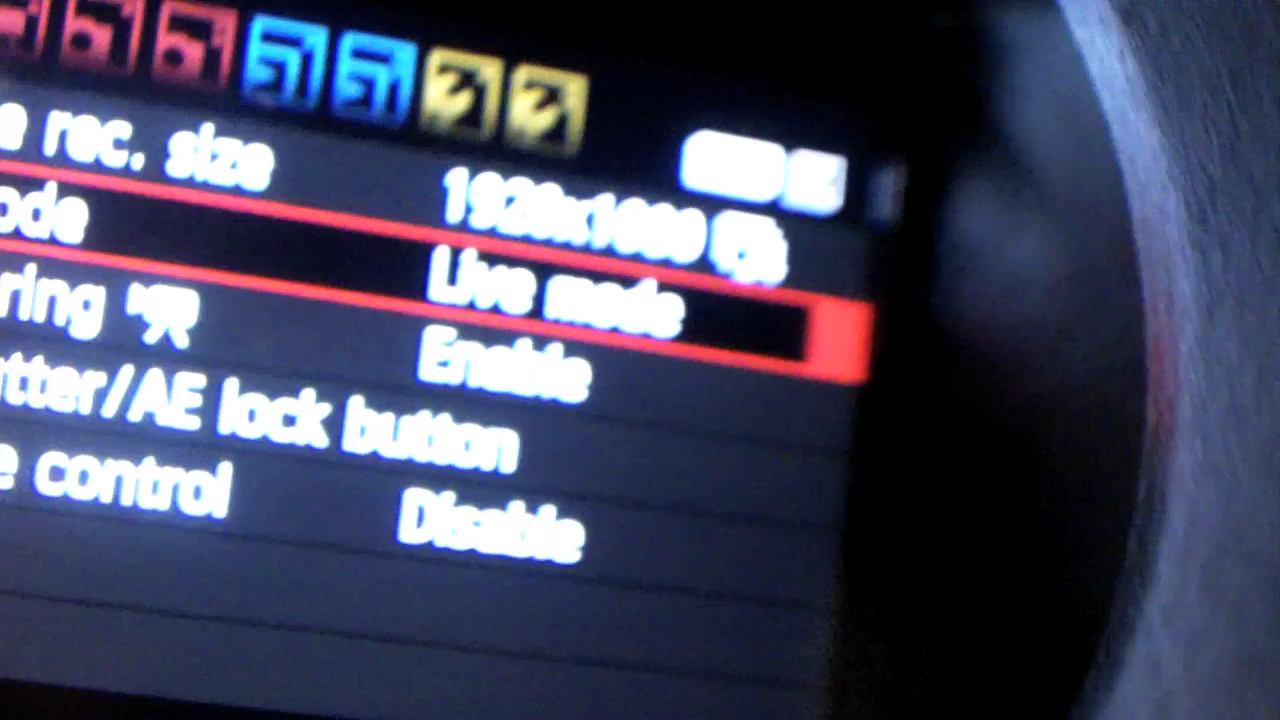 e rec. size 1920x1080
ode Live mode
ring Enable
tter/AE lock button
e control Disable